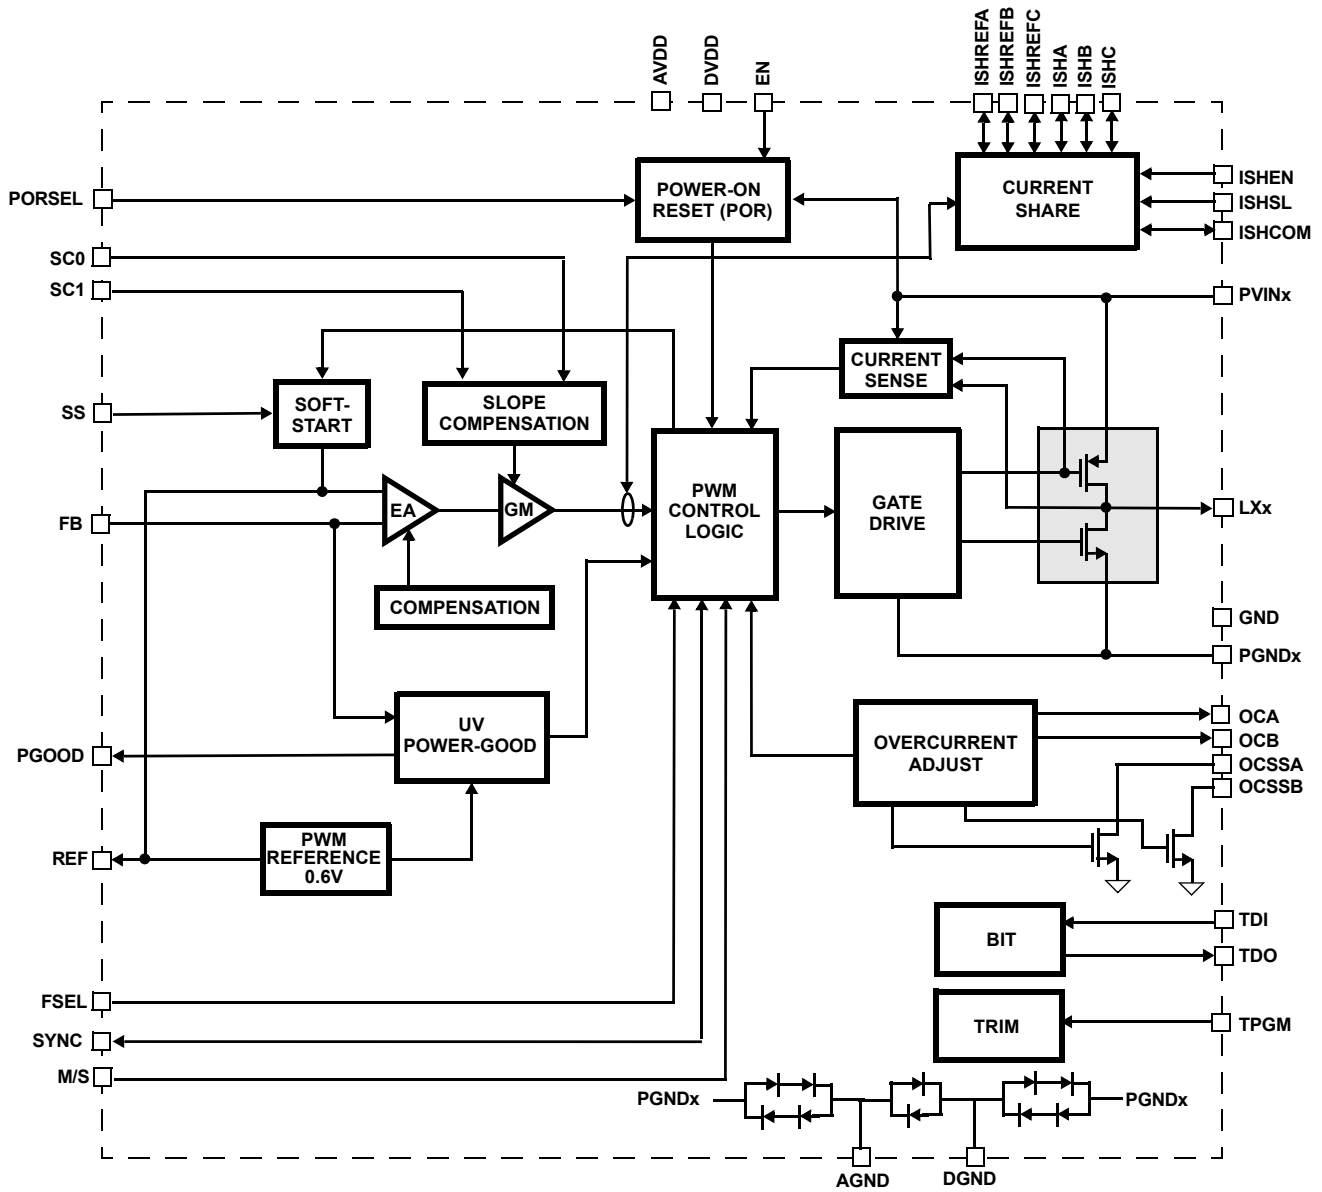 AVDD
DVDD
EN
ISHREFA
ISHREFB
ISHREFC
ISHA
ISHB
ISHC
PORSEL
POWER-ON
RESET (POR)
CURRENT
SHARE
ISHEN
ISHSL
ISHCOM
SC0
SC1
PVINx
CURRENT
SENSE
SS
SOFT-
START
SLOPE
COMPENSATION
FB
EA
GM
PWM
CONTROL
LOGIC
GATE
DRIVE
LXx
COMPENSATION
GND
PGNDx
UV
POWER-GOOD
PGOOD
OVERCURRENT
ADJUST
OCA
OCB
OCSSA
OCSSB
REF
PWM
REFERENCE
0.6V
BIT
TDI
TDO
FSEL
TRIM
TPGM
SYNC
M/S
PGNDx
PGNDx
AGND
DGND